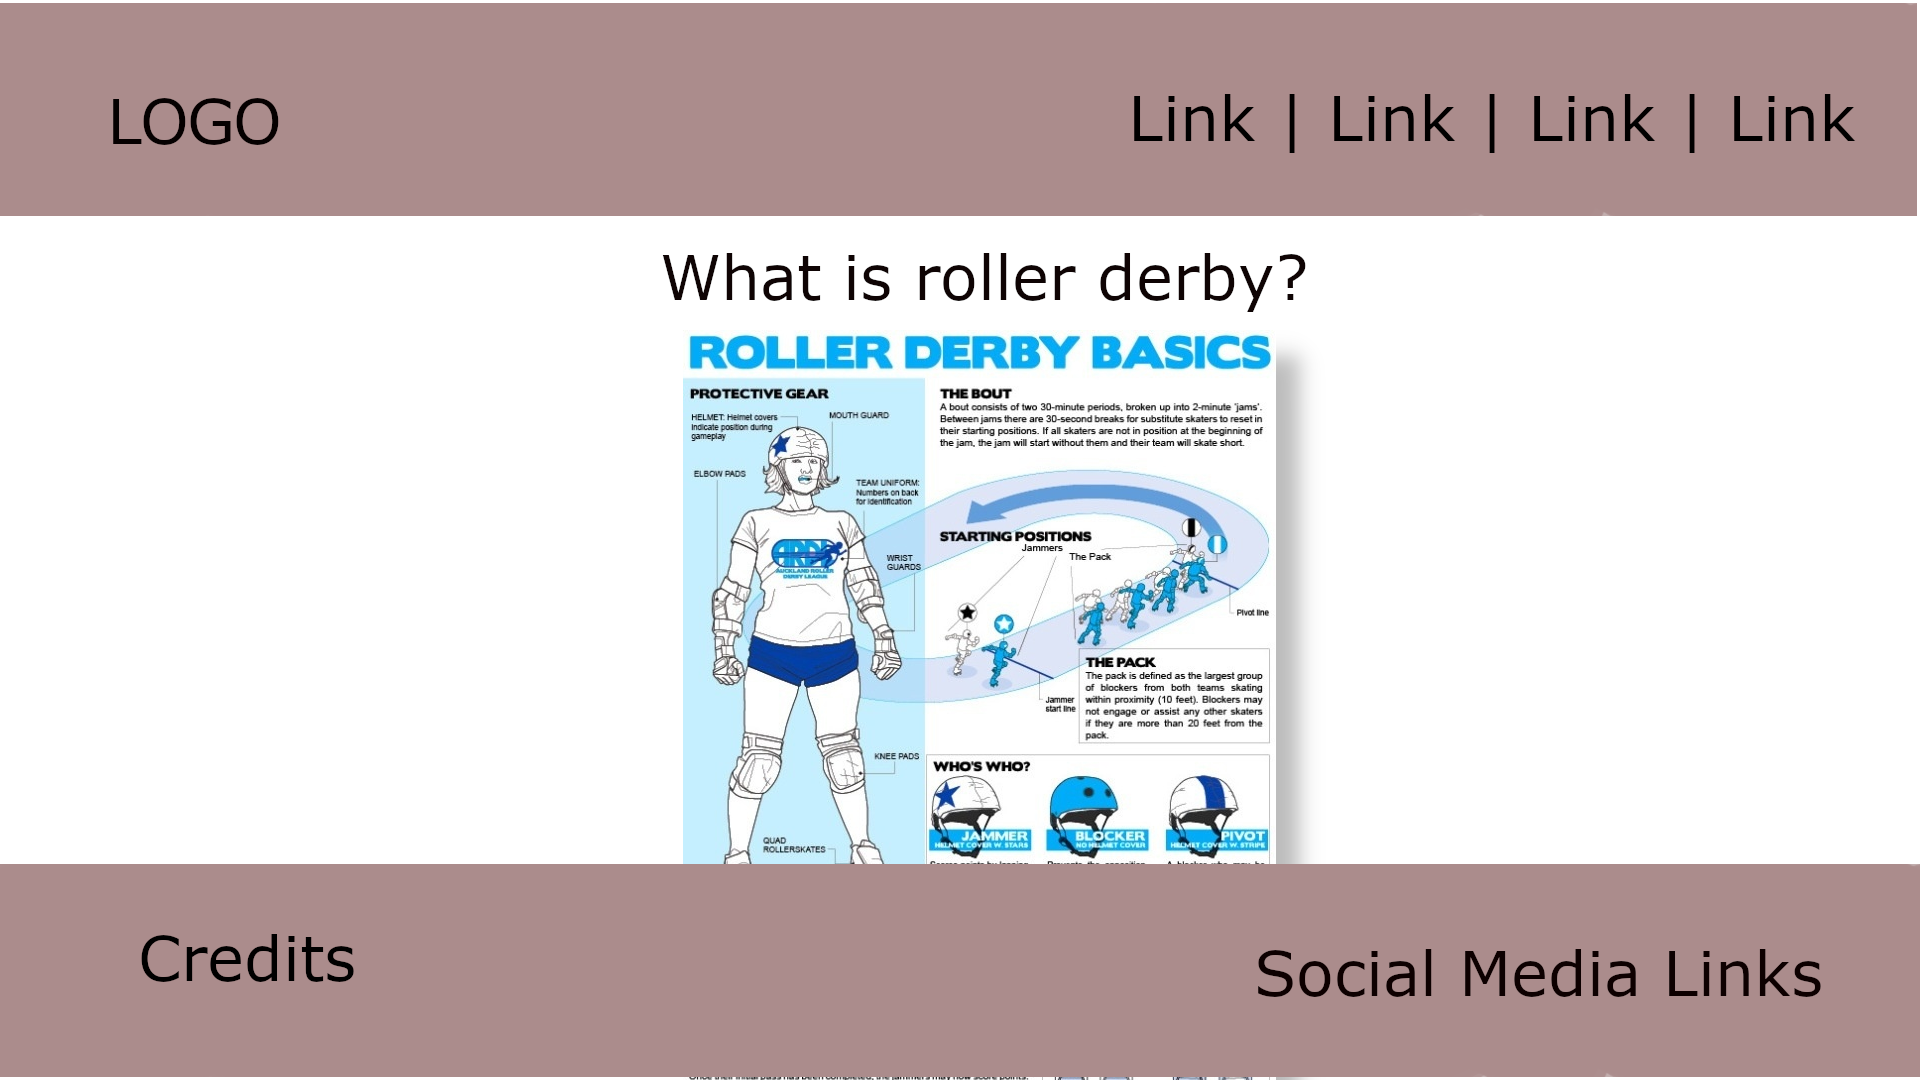 LOGO
Link | Link | Link | Link
What is roller derby?
ROLLER DERBY BASICS
PROTECTIVE GEAR
HELMET: Helmet covers
indicate position during
gameplay
MOUTH GUARD
ELBOW PADS
TEAM UNIFORM:
Numbers on back
for identification
ARDL
AUCKLAND ROLLER
DERBY LEAGUE
WRIST
GUARDS
KNEE PADS
QUAD
ROLLERSKATES
THE BOUT
A bout consists of two 30-minute periods, broken up into 2-minute 'jams'.
Between jams there are 30-second breaks for substitute skaters to reset in
their starting positions. If all skaters are not in position at the beginning of
the jam, the jam will start without them and their team will skate short.
STARTING POSITIONS
Jammers
The Pack
Pivot line
Jammer
start line
THE PACK
The pack is defined as the largest group
of blockers from both teams skating
within proximity (10 feet). Blockers may
not engage or assist any other skaters
if they are more than 20 feet from the
pack.
WHO'S WHO?
JAMMER
HELMET COVER W. STARS
BLOCKER
NO HELMET COVER
PIVOT
HELMET COVER W. STRIPE
Credits
Social Media Links